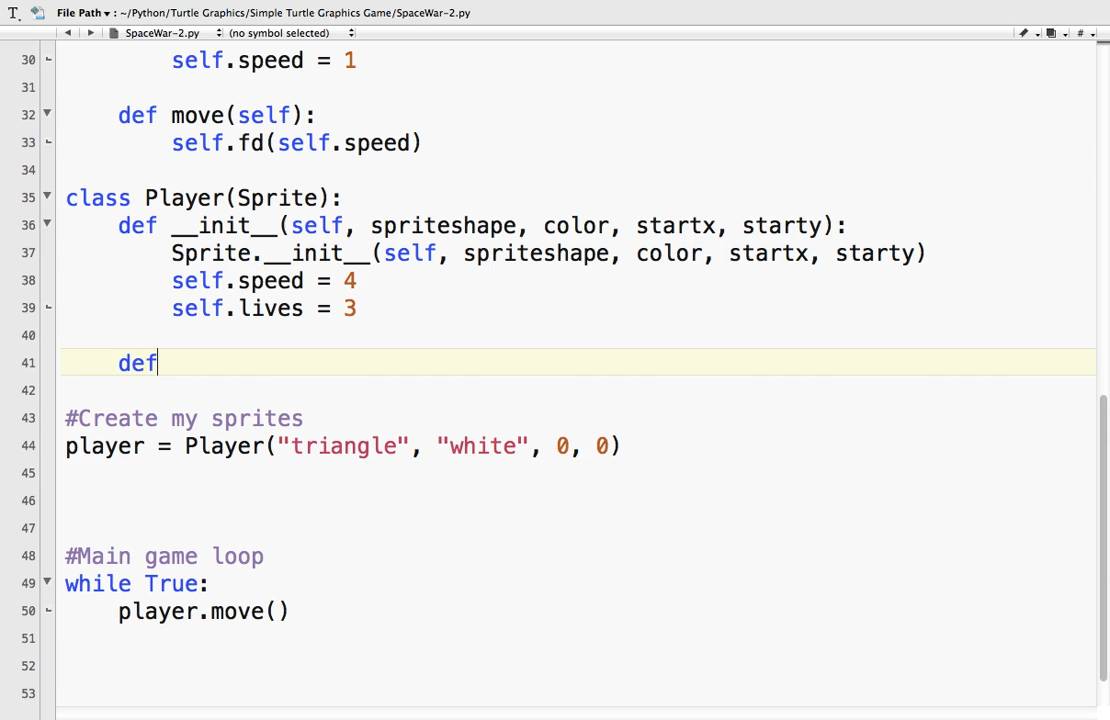 File Path ▾ : ~/Python/Turtle Graphics/Simple Turtle Graphics Game/SpaceWar-2.py
SpaceWar-2.py (no symbol selected) #
30 self.speed = 1
31
32 def move(self):
33 self.fd(self.speed)
34
35 class Player(Sprite):
36 def __init__(self, spriteshape, color, startx, starty):
37 Sprite.__init__(self, spriteshape, color, startx, starty)
38 self.speed = 4
39 self.lives = 3
40
41 def
42
43 #Create my sprites
44 player = Player("triangle", "white", 0, 0)
45
46
47
48 #Main game loop
49 while True:
50 player.move()
51
52
53